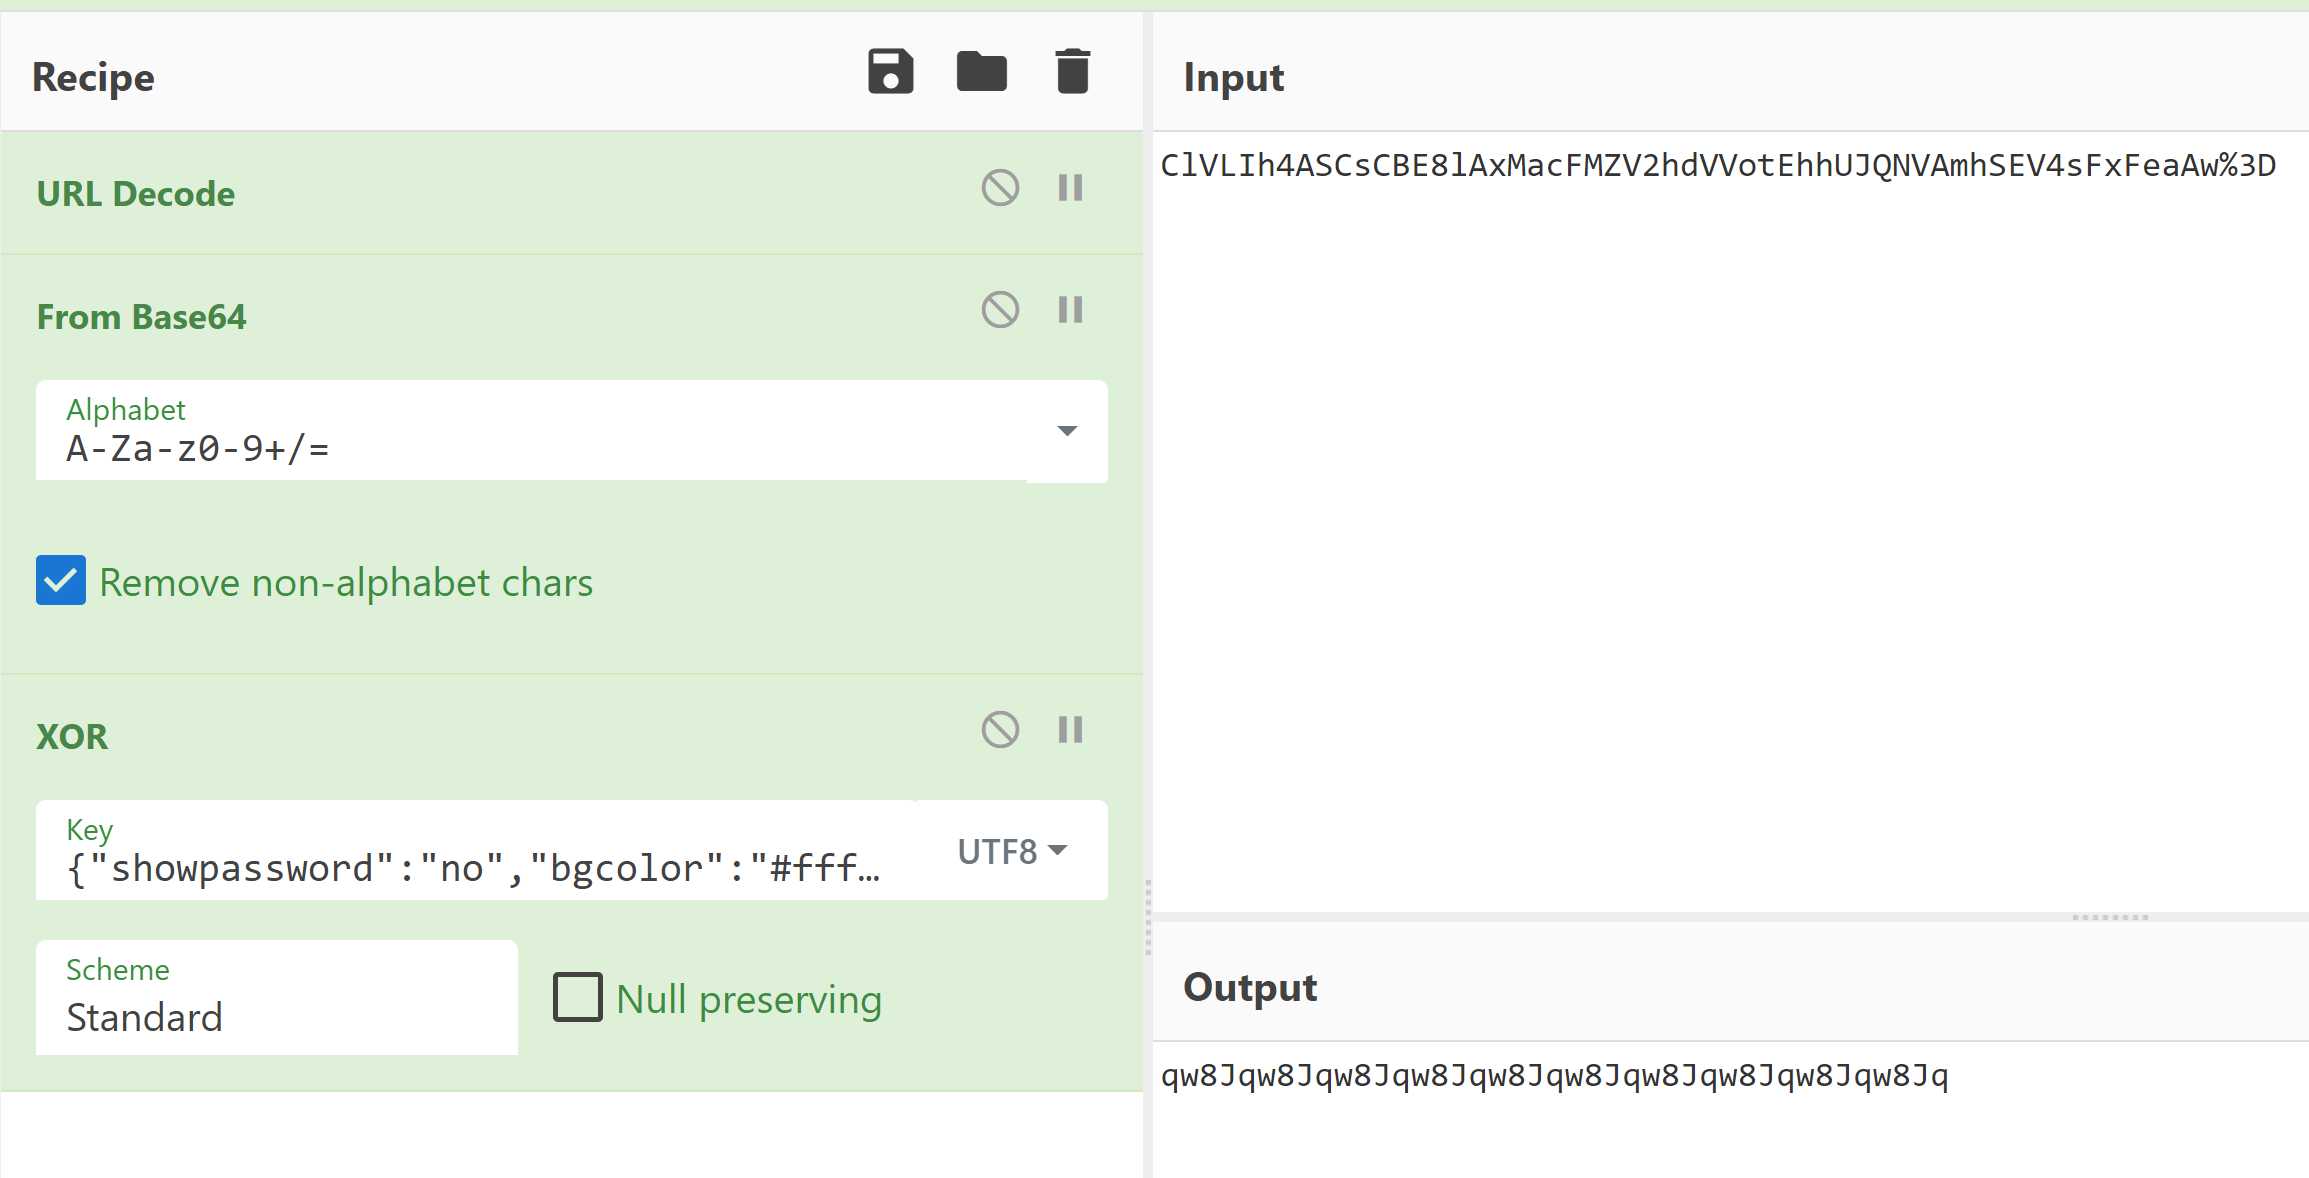 Recipe
URL Decode
From Base64
Alphabet
A-Za-z0-9+/=
Remove non-alphabet chars
XOR
Key
{"showpassword":"no","bgcolor":"#fff…
UTF8
Scheme
Standard
Null preserving
Input
ClVLIh4ASCsCBE8lAxMacFMZV2hdVVotEhhUJQNVAmhSEV4sFxFeaAw%3D
Output
qw8Jqw8Jqw8Jqw8Jqw8Jqw8Jqw8Jqw8Jqw8Jqw8Jq